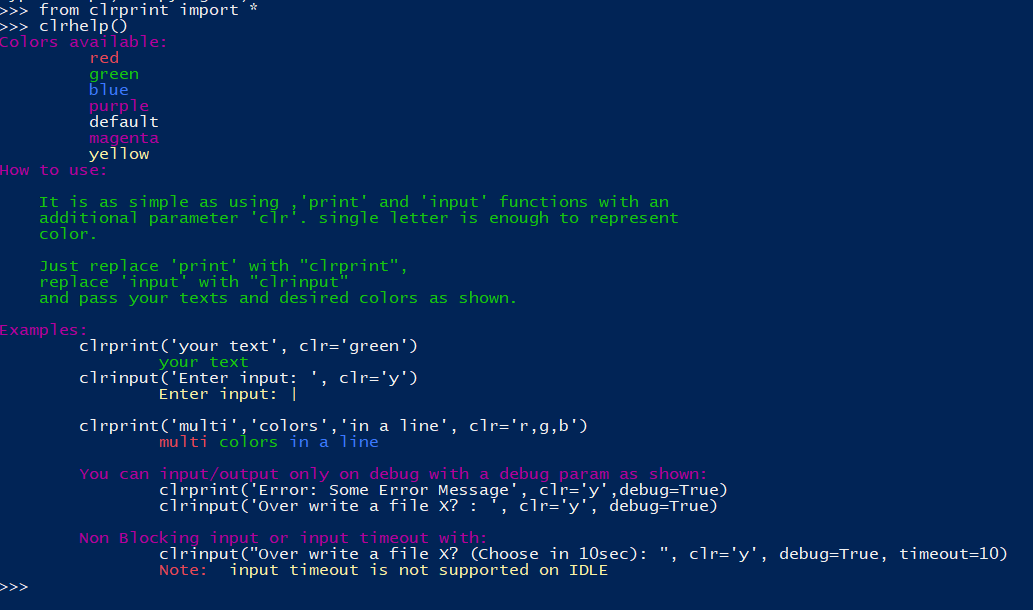 >>> from clrprint import *
>>> clrhelp()
Colors available:
red
green
blue
purple
default
magenta
yellow
How to use:
It is as simple as using ,'print' and 'input' functions with an
additional parameter 'clr'. single letter is enough to represent
color.
Just replace 'print' with "clrprint",
replace 'input' with "clrinput"
and pass your texts and desired colors as shown.
Examples:
clrprint('your text', clr='green')
your text
clrinput('Enter input: ', clr='y')
Enter input: |
clrprint('multi','colors','in a line', clr='r,g,b')
multi colors in a line
You can input/output only on debug with a debug param as shown:
clrprint('Error: Some Error Message', clr='y',debug=True)
clrinput('Over write a file X? : ', clr='y', debug=True)
Non Blocking input or input timeout with:
clrinput("Over write a file X? (Choose in 10sec): ", clr='y', debug=True, timeout=10)
Note:  input timeout is not supported on IDLE
>>>